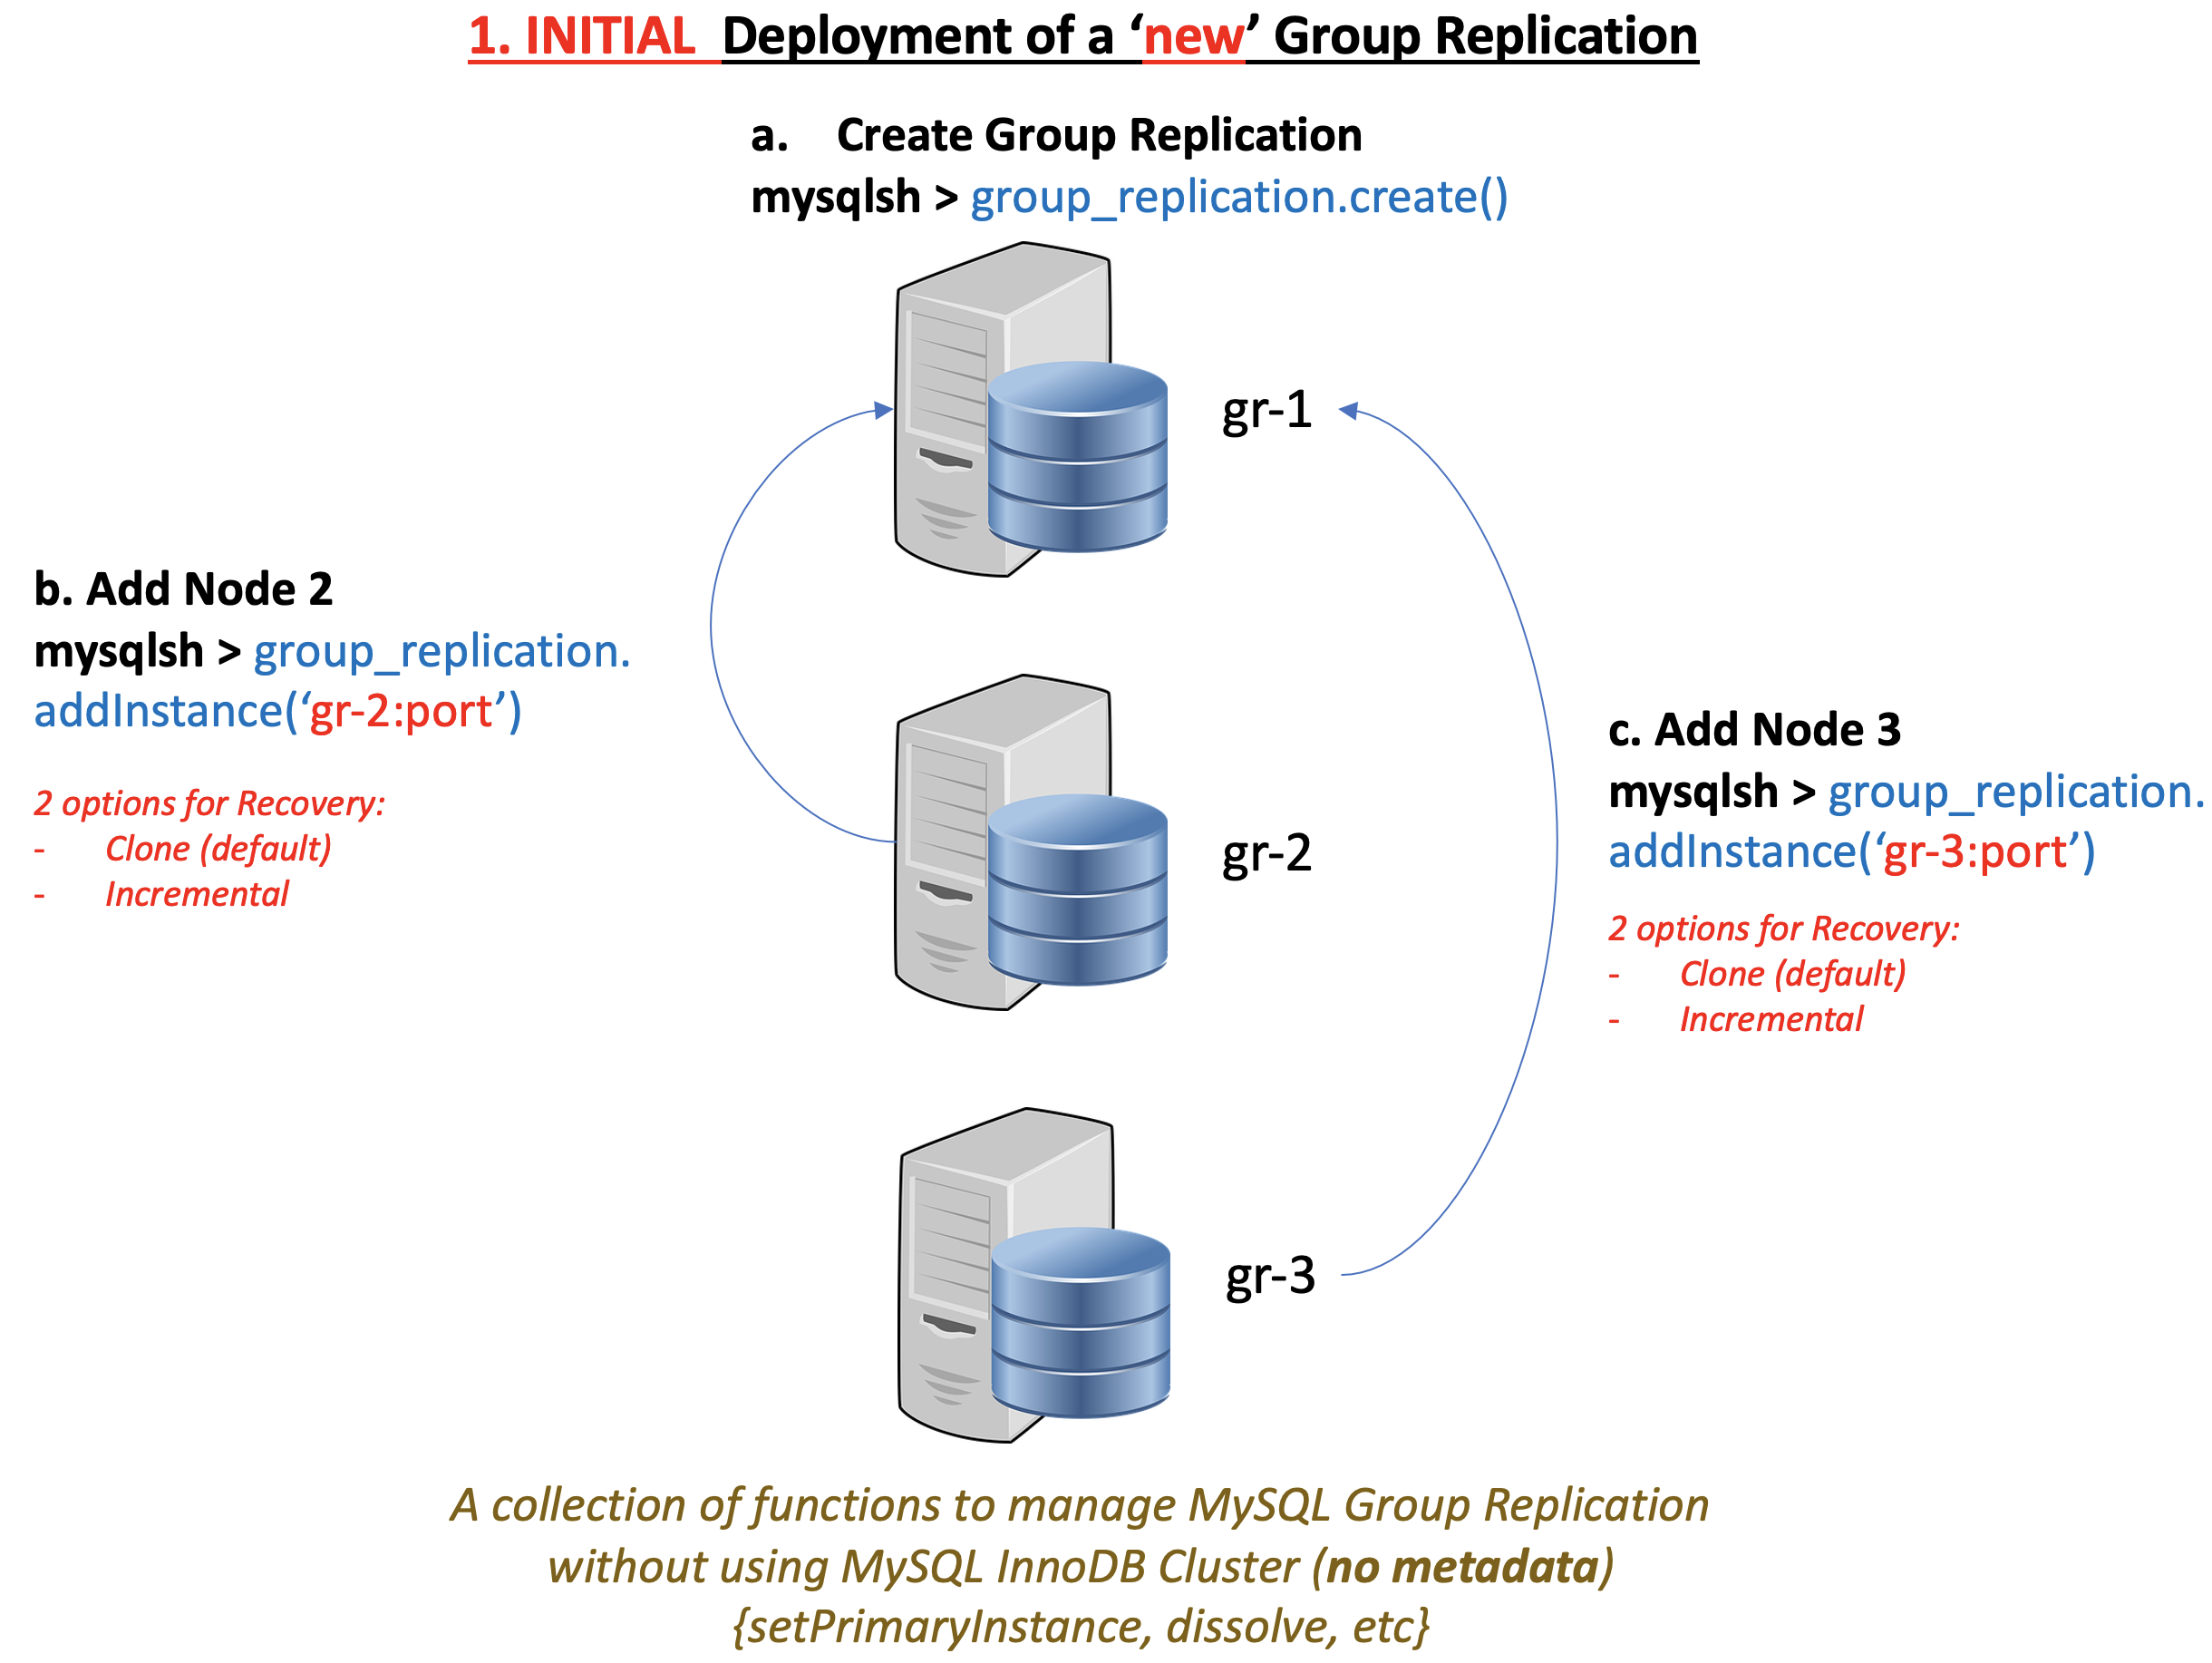 1. INITIAL Deployment of a ‘new’ Group Replication
a. Create Group Replication
mysqlsh > group_replication.create()
gr-1
b. Add Node 2
mysqlsh > group_replication.
addInstance(‘gr-2:port’)
2 options for Recovery:
- Clone (default)
- Incremental
gr-2
c. Add Node 3
mysqlsh > group_replication.
addInstance(‘gr-3:port’)
2 options for Recovery:
- Clone (default)
- Incremental
gr-3
A collection of functions to manage MySQL Group Replication
without using MySQL InnoDB Cluster (no metadata)
{setPrimaryInstance, dissolve, etc}